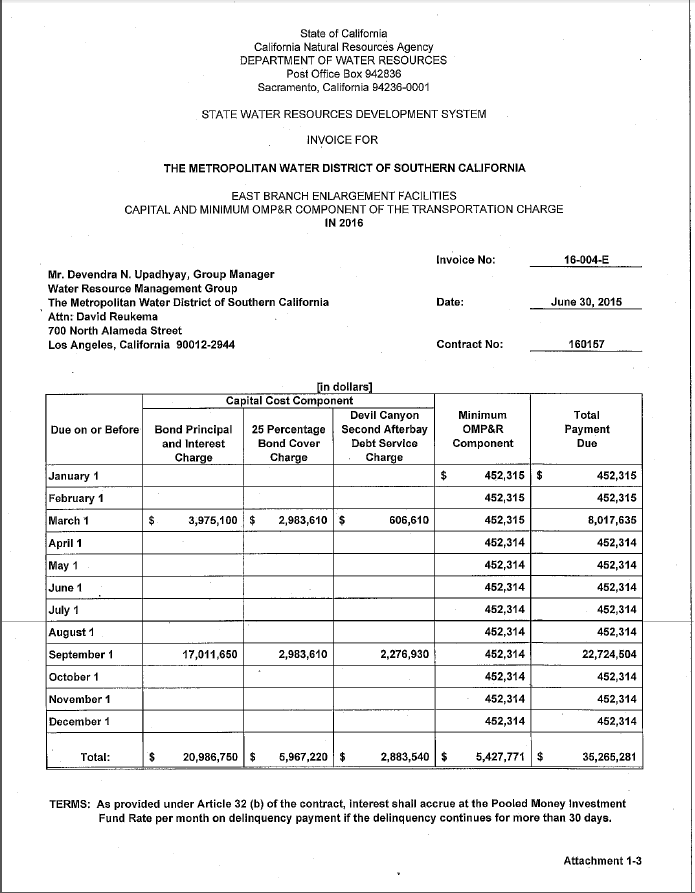 State of California
California Natural Resources Agency
DEPARTMENT OF WATER RESOURCES
Post Office Box 942836
Sacramento, California 94236-0001
STATE WATER RESOURCES DEVELOPMENT SYSTEM
INVOICE FOR
THE METROPOLITAN WATER DISTRICT OF SOUTHERN CALIFORNIA
EAST BRANCH ENLARGEMENT FACILITIES
CAPITAL AND MINIMUM OMP&R COMPONENT OF THE TRANSPORTATION CHARGE
IN 2016
Invoice No: 16-004-E
Mr. Devendra N. Upadhyay, Group Manager
Water Resource Management Group
The Metropolitan Water District of Southern California
Date: June 30, 2015
Attn: David Reukema
700 North Alameda Street
Los Angeles, California 90012-2944
Contract No: 160157
[in dollars]
Capital Cost Component
Due on or Before
Bond Principal
and Interest
Charge
25 Percentage
Bond Cover
Charge
Devil Canyon
Second Afterbay
Debt Service
Charge
Minimum
OMP&R
Component
Total
Payment
Due
January 1 $ 452,315 $ 452,315
February 1 452,315 452,315
March 1 $ 3,975,100 $ 2,983,610 $ 606,610 452,315 8,017,635
April 1 452,314 452,314
May 1 452,314 452,314
June 1 452,314 452,314
July 1 452,314 452,314
August 1 452,314 452,314
September 1 17,011,650 2,983,610 2,276,930 452,314 22,724,504
October 1 452,314 452,314
November 1 452,314 452,314
December 1 452,314 452,314
Total: $ 20,986,750 $ 5,967,220 $ 2,883,540 $ 5,427,771 $ 35,265,281
TERMS: As provided under Article 32 (b) of the contract, interest shall accrue at the Pooled Money Investment
Fund Rate per month on delinquency payment if the delinquency continues for more than 30 days.
Attachment 1-3